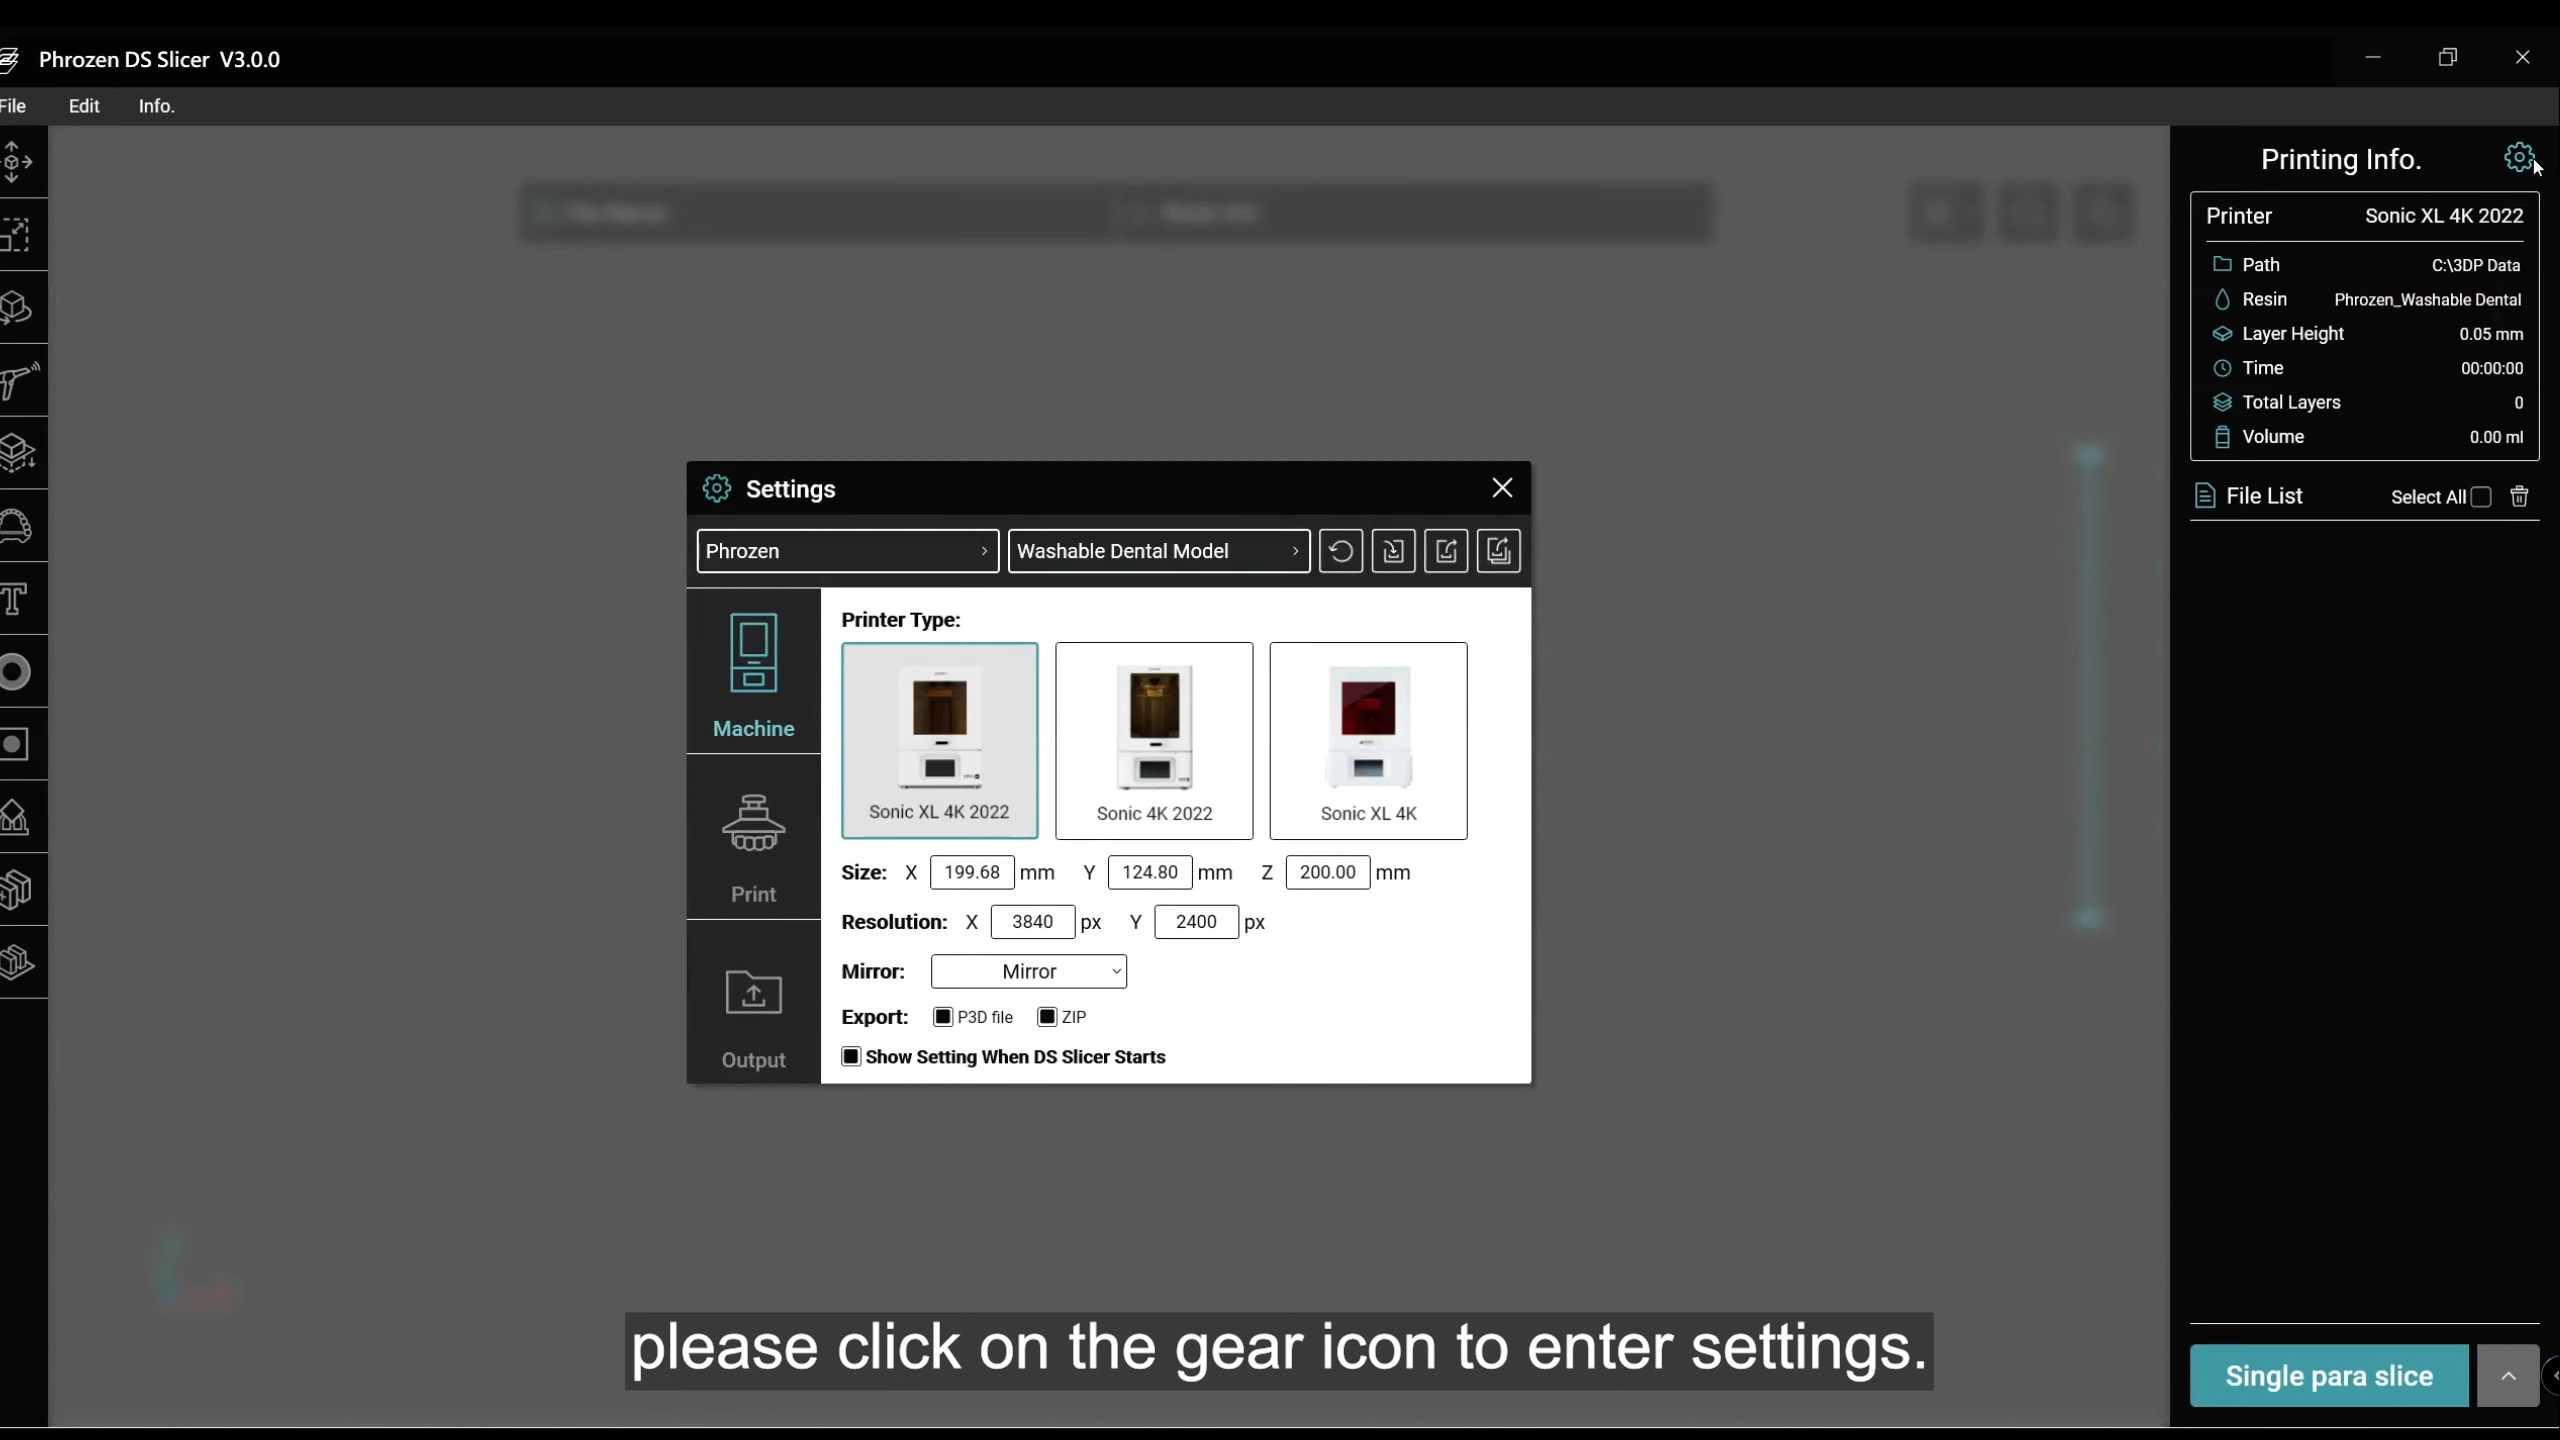 Phrozen DS Slicer V3.0.0
File Edit Info.
Printing Info.
Printer Sonic XL 4K 2022
Path C:\3DP Data
Resin Phrozen_Washable Dental
Layer Height 0.05 mm
Time 00:00:00
Total Layers 0
Volume 0.00 ml
File List Select All
Settings
Phrozen Washable Dental Model
Machine
Print
Output
Printer Type:
Sonic XL 4K 2022 Sonic 4K 2022 Sonic XL 4K
Size: X 199.68 mm Y 124.80 mm Z 200.00 mm
Resolution: X 3840 px Y 2400 px
Mirror: Mirror
Export: P3D file ZIP
Show Setting When DS Slicer Starts
please click on the gear icon to enter settings.
Single para slice